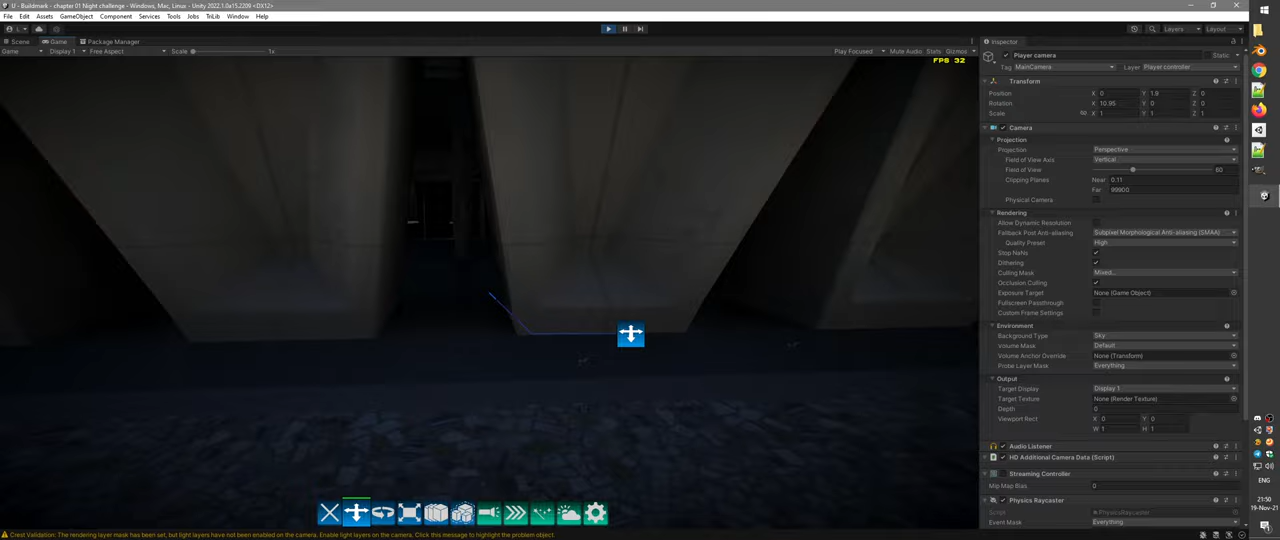 U - Buildmark - chapter 01 Night challenge - Windows, Mac, Linux - Unity 2022.1.0a15.2209 <DX12>
File Edit Assets GameObject Component Services Tools Jobs TriLib Window Help
L
Layers Layout
Scene Game Package Manager
Inspector
Game Display 1 Free Aspect Scale 1x Play Focused Mute Audio Stats Gizmos
FPS 32
Player camera Static
Tag MainCamera Layer Player controller
Transform
Position X 0 Y 1.9 Z 0
Rotation X 10.95 Y 0 Z 0
Scale X 1 Y 1 Z 1
Camera
Projection
Projection Perspective
Field of View Axis Vertical
Field of View 60
Clipping Planes Near 0.11
Far 99900
Physical Camera
Rendering
Allow Dynamic Resolution
Fallback Post Anti-aliasing Subpixel Morphological Anti-aliasing (SMAA)
Quality Preset High
Stop NaNs
Dithering
Culling Mask Mixed...
Occlusion Culling
Exposure Target None (Game Object)
Fullscreen Passthrough
Custom Frame Settings
Environment
Background Type Sky
Volume Mask Default
Volume Anchor Override None (Transform)
Probe Layer Mask Everything
Output
Target Display Display 1
Target Texture None (Render Texture)
Depth 0
Viewport Rect X 0 Y 0
W 1 H 1
Audio Listener
HD Additional Camera Data (Script)
Streaming Controller
Mip Map Bias 0
Physics Raycaster
Script PhysicsRaycaster
Event Mask Everything
Crest Validation: The rendering layer mask has been set, but light layers have not been enabled on the camera. Enable light layers on the camera. Click this message to highlight the problem object.
ENG
21:50
19-Nov-21